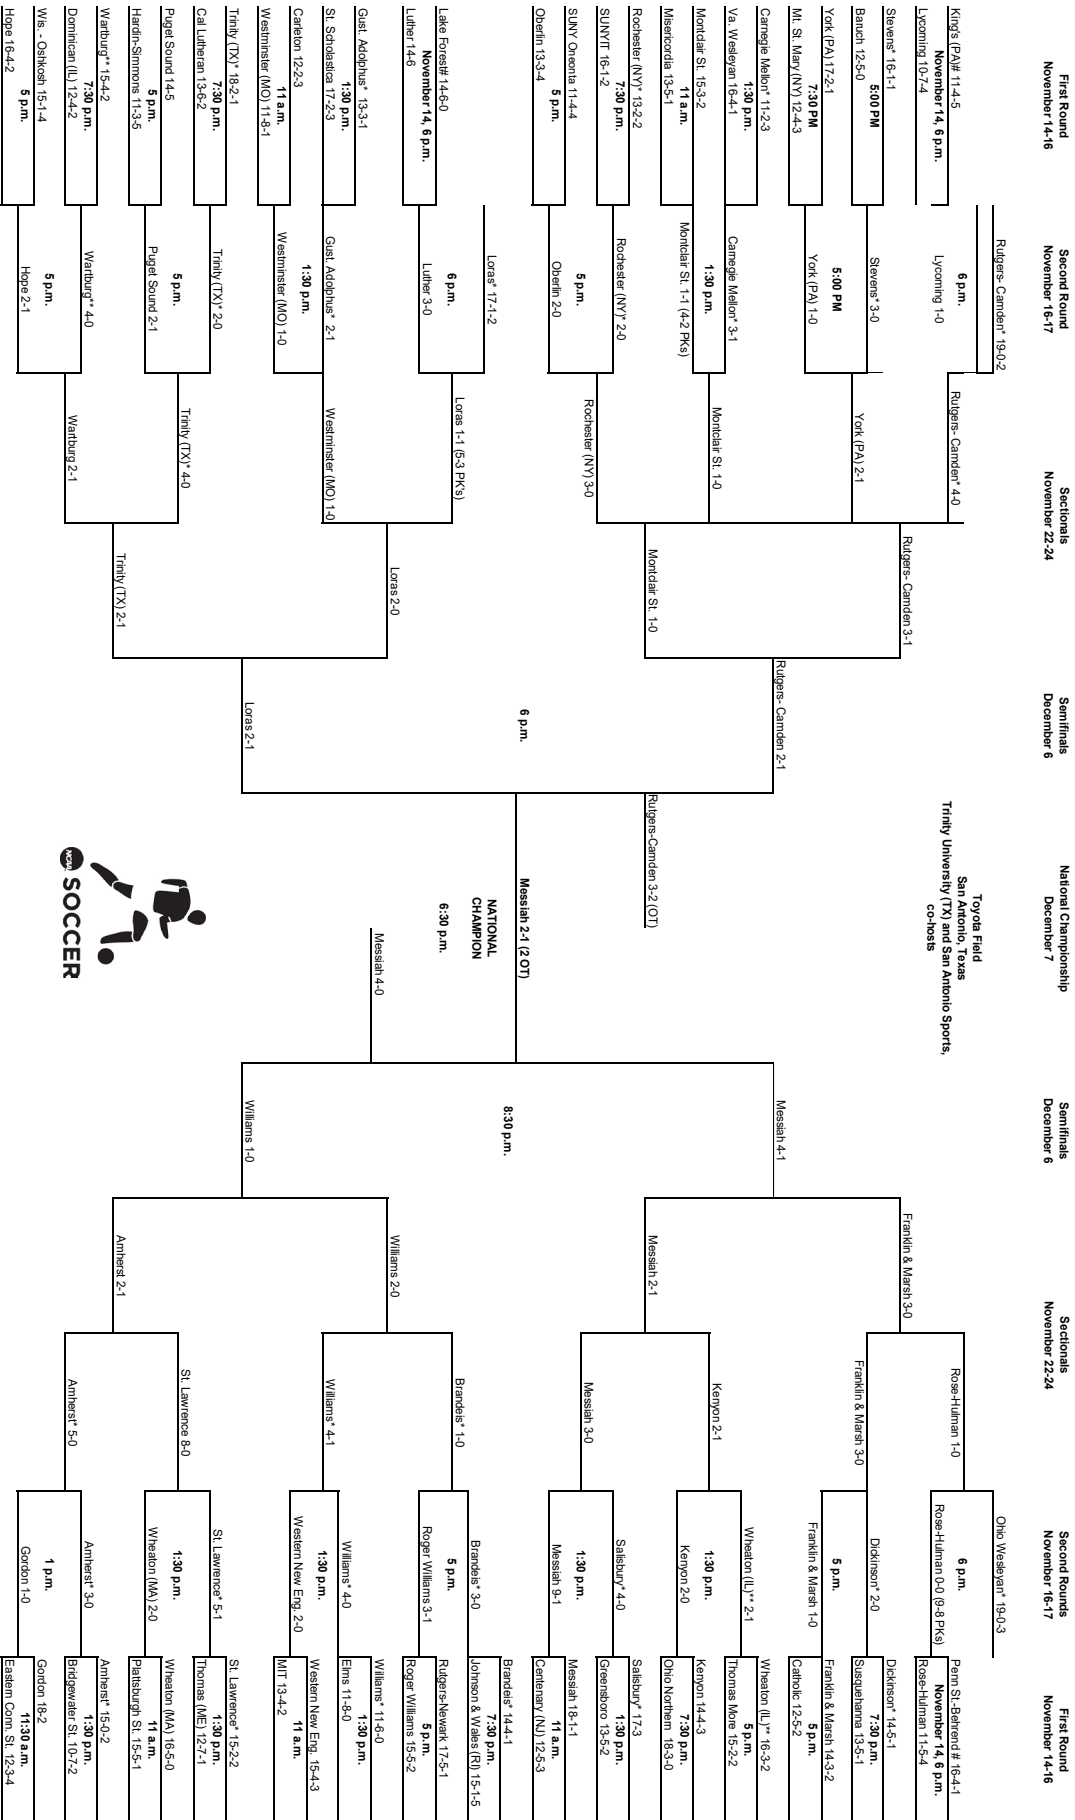 First Round
November 14-16
Second Round
November 16-17
Sectionals
November 22-24
Semifinals
December 6
National Championship
December 7
Semifinals
December 6
Sectionals
November 22-24
Second Rounds
November 16-17
First Round
November 14-16
Toyota Field
San Antonio, Texas
Trinity University (TX) and San Antonio Sports,
co-hosts
King's (PA)# 11-4-5
November 14, 6 p.m.
Lycoming 10-7-4
Stevens* 16-1-1
5:00 PM
Baruch 12-5-0
York (PA) 17-2-1
7:30 PM
Mt. St. Mary (NY) 12-4-3
Carnegie Mellon* 11-2-3
1:30 p.m.
Va. Wesleyan 16-4-1
Montclair St. 15-3-2
11 a.m.
Misericordia 13-5-1
Rochester (NY)* 13-2-2
7:30 p.m.
SUNYIT 16-1-2
SUNY Oneonta 11-4-4
5 p.m.
Oberlin 13-3-4
Lake Forest# 14-6-0
November 14, 6 p.m.
Luther 14-6
Gust. Adolphus* 13-3-1
1:30 p.m.
St. Scholastica 17-2-3
Carleton 12-2-3
11 a.m.
Westminster (MO) 11-8-1
Trinity (TX)* 18-2-1
7:30 p.m.
Cal Lutheran 13-6-2
Puget Sound 14-5
5 p.m.
Hardin-Simmons 11-3-5
Wartburg** 15-4-2
7:30 p.m.
Dominican (IL) 12-4-2
Wis. - Oshkosh 15-1-4
5 p.m.
Hope 16-4-2
Rutgers- Camden* 19-0-2
6 p.m.
Lycoming 1-0
Stevens* 3-0
5:00 PM
York (PA) 1-0
Carnegie Mellon* 3-1
1:30 p.m.
Montclair St. 1-1 (4-2 PKs)
Rochester (NY)* 2-0
5 p.m.
Oberlin 2-0
Loras* 17-1-2
6 p.m.
Luther 3-0
Gust. Adolphus* 2-1
1:30 p.m.
Westminster (MO) 1-0
Trinity (TX)* 2-0
5 p.m.
Puget Sound 2-1
Wartburg** 4-0
5 p.m.
Hope 2-1
Rutgers- Camden* 4-0
York (PA) 2-1
Montclair St. 1-0
Rochester (NY) 3-0
Loras 1-1 (5-3 PK's)
Westminster (MO) 1-0
Trinity (TX)* 4-0
Wartburg 2-1
Rutgers- Camden 3-1
Montclair St. 1-0
Loras 2-0
Trinity (TX) 2-1
Rutgers- Camden 2-1
6 p.m.
Loras 2-1
Rutgers-Camden 3-2 (OT)
Messiah 2-1 (2 OT)
NATIONAL
CHAMPION
6:30 p.m.
Messiah 4-0
NCAA SOCCER
Messiah 4-1
8:30 p.m.
Williams 1-0
Franklin & Marsh 3-0
Messiah 2-1
Williams 2-0
Amherst 2-1
Rose-Hulman 1-0
Franklin & Marsh 3-0
Kenyon 2-1
Messiah 3-0
Brandeis* 1-0
Williams* 4-1
St. Lawrence 8-0
Amherst* 5-0
Ohio Wesleyan* 19-0-3
6 p.m.
Rose-Hulman 0-0 (9-8 PKs)
Dickinson* 2-0
5 p.m.
Franklin & Marsh 1-0
Wheaton (IL)** 2-1
1:30 p.m.
Kenyon 2-0
Salisbury* 4-0
1:30 p.m.
Messiah 9-1
Brandeis* 3-0
5 p.m.
Roger Williams 3-1
Williams* 4-0
1:30 p.m.
Western New Eng. 2-0
St. Lawrence* 5-1
1:30 p.m.
Wheaton (MA) 2-0
Amherst* 3-0
1 p.m.
Gordon 1-0
Penn St.-Behrend # 16-4-1
November 14, 6 p.m.
Rose-Hulman 11-5-4
Dickinson* 14-5-1
7:30 p.m.
Susquehanna 13-5-1
Franklin & Marsh 14-3-2
5 p.m.
Catholic 12-5-2
Wheaton (IL)** 16-3-2
5 p.m.
Thomas More 15-2-2
Kenyon 14-4-3
7:30 p.m.
Ohio Northern 18-3-0
Salisbury* 17-3
1:30 p.m.
Greensboro 13-5-2
Messiah 18-1-1
11 a.m.
Centenary (NJ) 12-5-3
Brandeis* 14-4-1
7:30 p.m.
Johnson & Wales (RI) 15-1-5
Rutgers-Newark 17-5-1
5 p.m.
Roger Williams 15-5-2
Williams* 11-6-0
1:30 p.m.
Elms 11-8-0
Western New Eng. 15-4-3
11 a.m.
MIT 13-4-2
St. Lawrence* 15-2-2
1:30 p.m.
Thomas (ME) 12-7-1
Wheaton (MA) 16-5-0
11 a.m.
Plattsburgh St. 15-5-1
Amherst* 15-0-2
1:30 p.m.
Bridgewater St. 10-7-2
Gordon 18-2
11:30 a.m.
Eastern Conn. St. 12-3-4